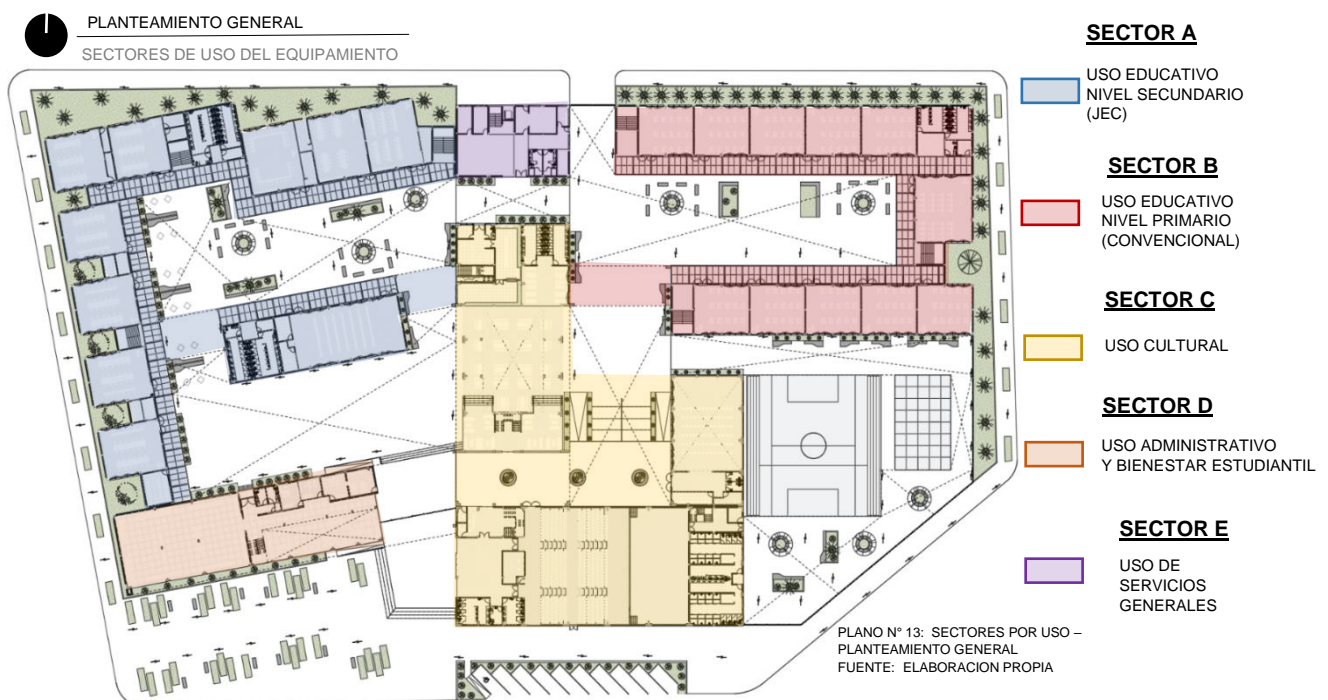 PLANTEAMIENTO GENERAL
SECTORES DE USO DEL EQUIPAMIENTO
SECTOR A
USO EDUCATIVO
NIVEL SECUNDARIO
(JEC)
SECTOR B
USO EDUCATIVO
NIVEL PRIMARIO
(CONVENCIONAL)
SECTOR C
USO CULTURAL
SECTOR D
USO ADMINISTRATIVO
Y BIENESTAR ESTUDIANTIL
SECTOR E
USO DE
SERVICIOS
GENERALES
PLANO N° 13: SECTORES POR USO –
PLANTEAMIENTO GENERAL
FUENTE: ELABORACION PROPIA